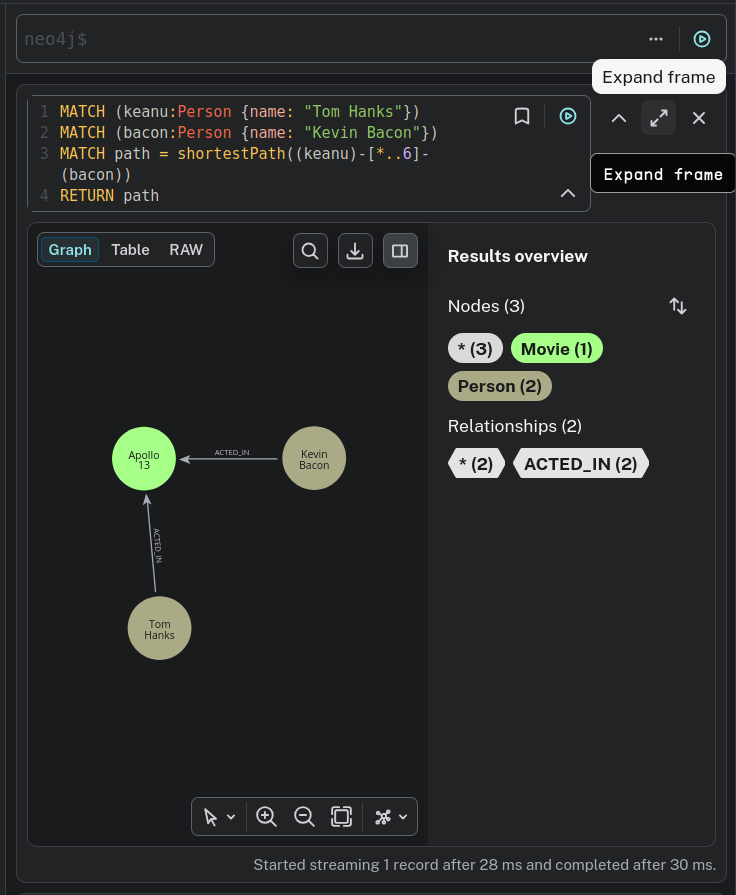 neo4j$
Expand frame
1 MATCH (keanu:Person {name: "Tom Hanks"})
2 MATCH (bacon:Person {name: "Kevin Bacon"})
3 MATCH path = shortestPath((keanu)-[*..6]-
(bacon))
4 RETURN path
Expand frame
Graph Table RAW
Results overview
Nodes (3)
* (3) Movie (1)
Person (2)
Relationships (2)
* (2) ACTED_IN (2)
Apollo
13
ACTED_IN
Kevin
Bacon
ACTED_IN
Tom
Hanks
Started streaming 1 record after 28 ms and completed after 30 ms.